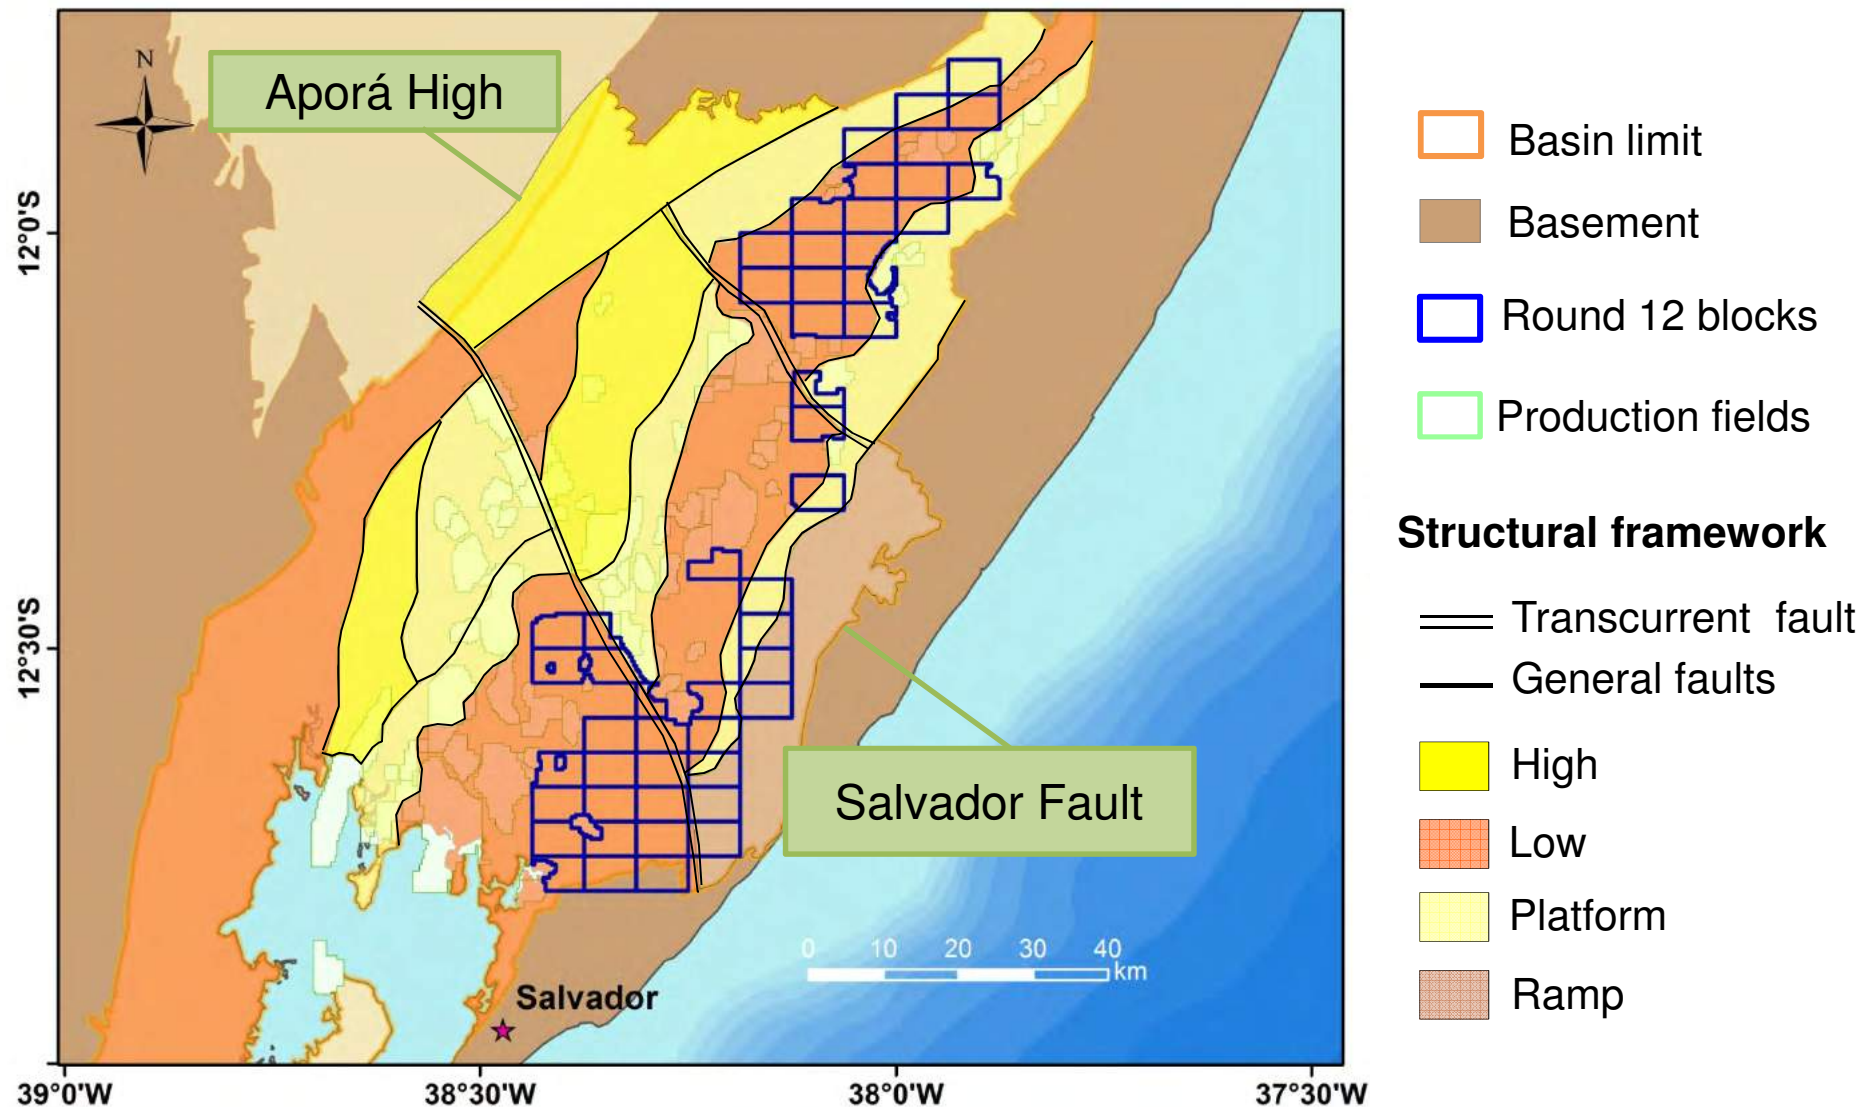 N
Aporá High
Basin limit
Basement
12°0'S
Round 12 blocks
Production fields
Structural framework
Transcurrent fault
General faults
12°30'S
High
Salvador Fault
Low
Platform
0 10 20 30 40
km
Ramp
Salvador
39°0'W 38°30'W 38°0'W 37°30'W